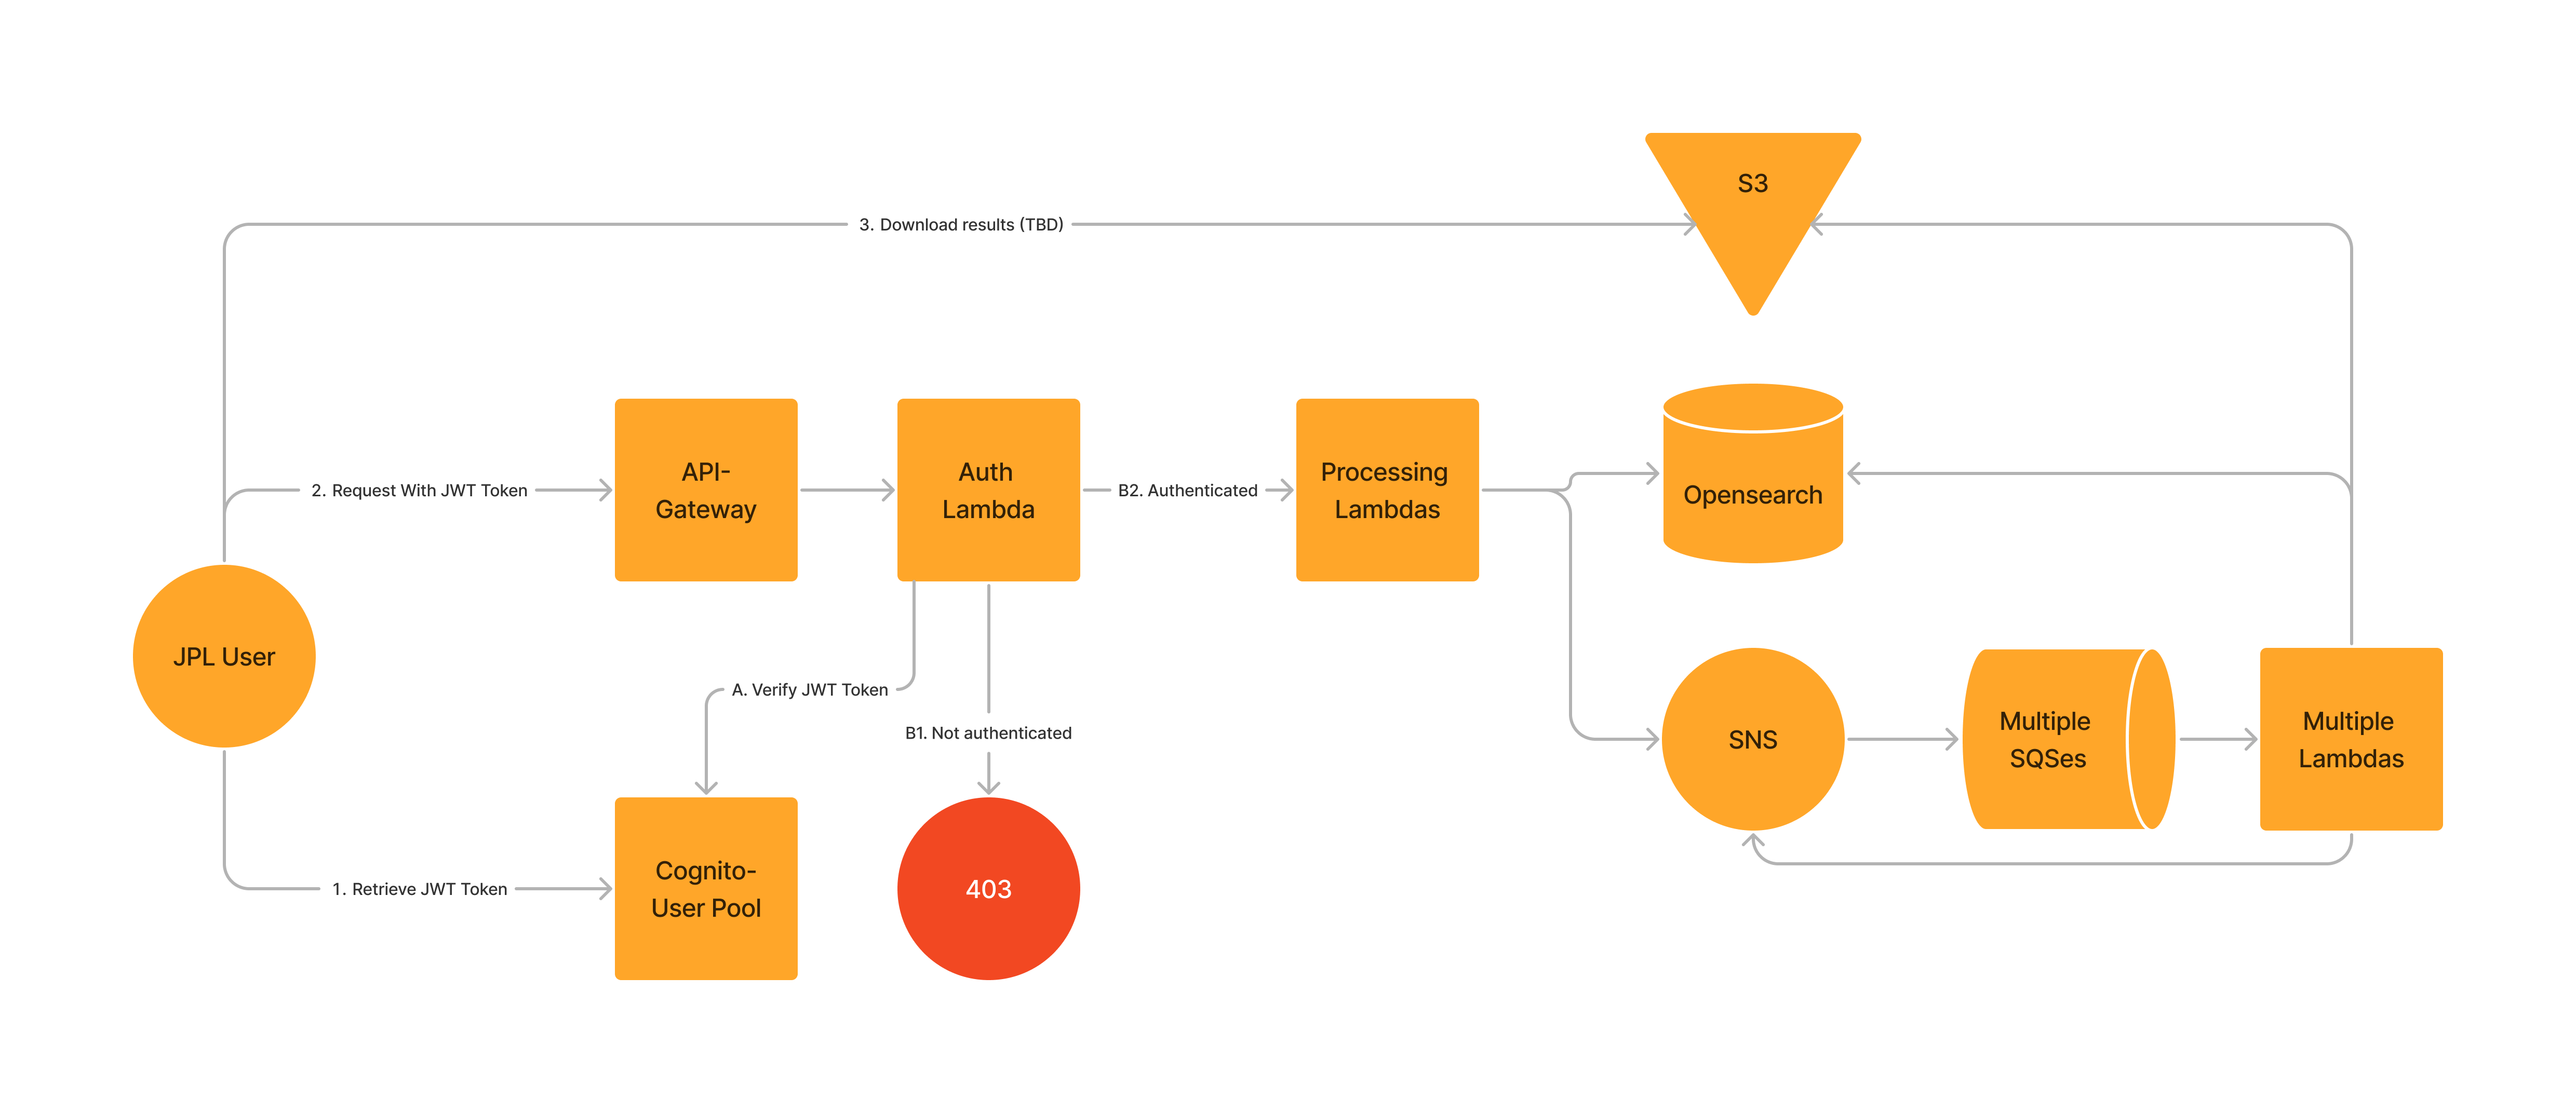 S3
3. Download results (TBD)
API-
Gateway
Auth
Lambda
Processing
Lambdas
Opensearch
2. Request With JWT Token
B2. Authenticated
JPL User
A. Verify JWT Token
B1. Not authenticated
SNS
Multiple
SQSes
Multiple
Lambdas
1. Retrieve JWT Token
Cognito-
User Pool
403